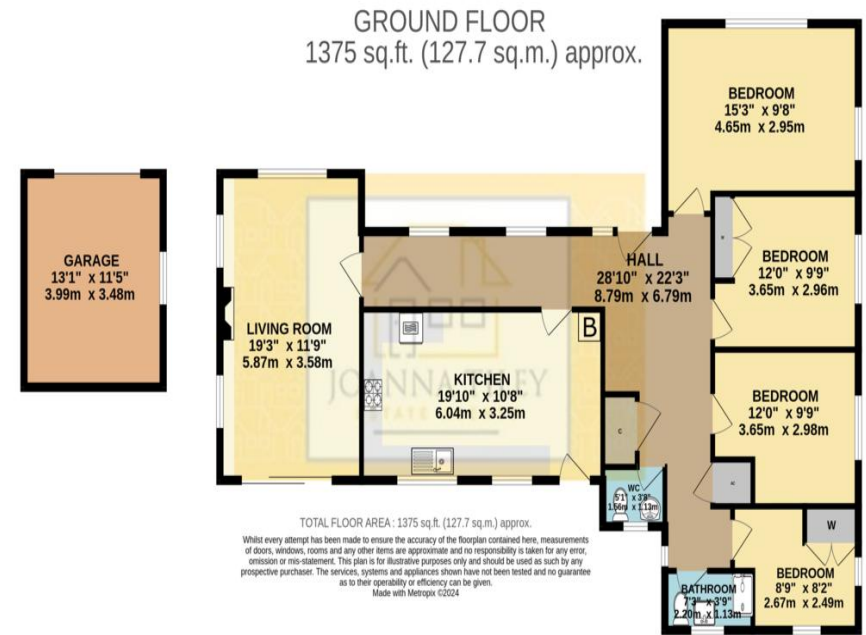 GROUND FLOOR
1375 sq.ft. (127.7 sq.m.) approx.
BEDROOM
15'3" x 9'8"
4.65m x 2.95m
GARAGE
13'1" x 11'5"
3.99m x 3.48m
HALL
28'10" x 22'3"
8.79m x 6.79m
BEDROOM
12'0" x 9'9"
3.65m x 2.96m
LIVING ROOM
19'3" x 11'9"
5.87m x 3.58m
B
KITCHEN
19'10" x 10'8"
6.04m x 3.25m
BEDROOM
12'0" x 9'9"
3.65m x 2.98m
C
WC
5'1" x 3'8"
1.56m x 1.13m
W
BEDROOM
8'9" x 8'2"
2.67m x 2.49m
BATHROOM
7'3" x 3'9"
2.20m x 1.13m
TOTAL FLOOR AREA : 1375 sq.ft. (127.7 sq.m.) approx.
Whilst every attempt has been made to ensure the accuracy of the floorplan contained here, measurements
of doors, windows, rooms and any other items are approximate and no responsibility is taken for any error,
omission or mis-statement. This plan is for illustrative purposes only and should be used as such by any
prospective purchaser. The services, systems and appliances shown have not been tested and no guarantee
as to their operability or efficiency can be given.
Made with Metropix ©2024